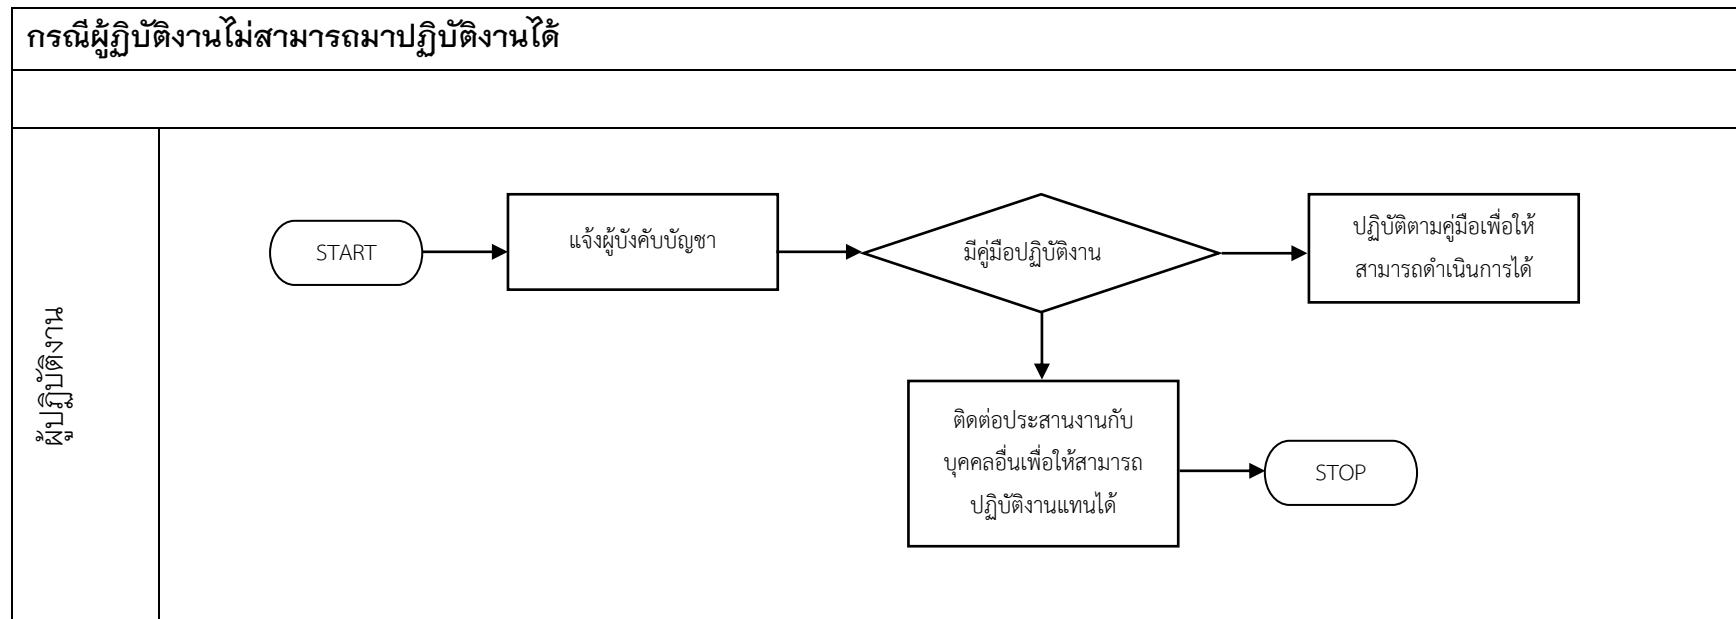 กรณีผู้ฏิบัติงานไม่สามารถมาปฏิบัติงานได้
ผู้ปฏิบัติงาน
START
แจ้งผู้บังคับบัญชา
มีคู่มือปฏิบัติงาน
ปฏิบัติตามคู่มือเพื่อให้
สามารถดำเนินการได้
ติดต่อประสานงานกับ
บุคคลอื่นเพื่อให้สามารถ
ปฏิบัติงานแทนได้
STOP